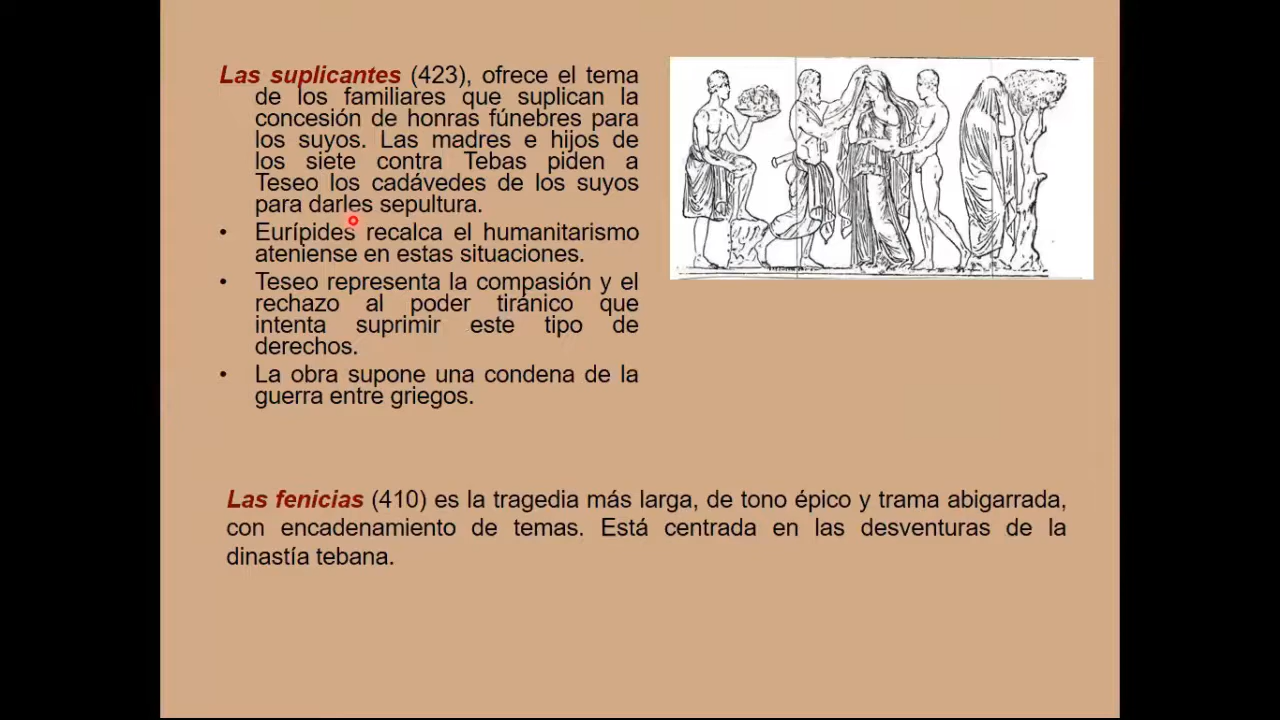 Las suplicantes (423), ofrece el tema
de los familiares que suplican la
concesión de honras fúnebres para
los suyos. Las madres e hijos de
los siete contra Tebas piden a
Teseo los cadávedes de los suyos
para darles sepultura.
• Eurípides recalca el humanitarismo
ateniense en estas situaciones.
• Teseo representa la compasión y el
rechazo al poder tiránico que
intenta suprimir este tipo de
derechos.
• La obra supone una condena de la
guerra entre griegos.
Las fenicias (410) es la tragedia más larga, de tono épico y trama abigarrada,
con encadenamiento de temas. Está centrada en las desventuras de la
dinastía tebana.